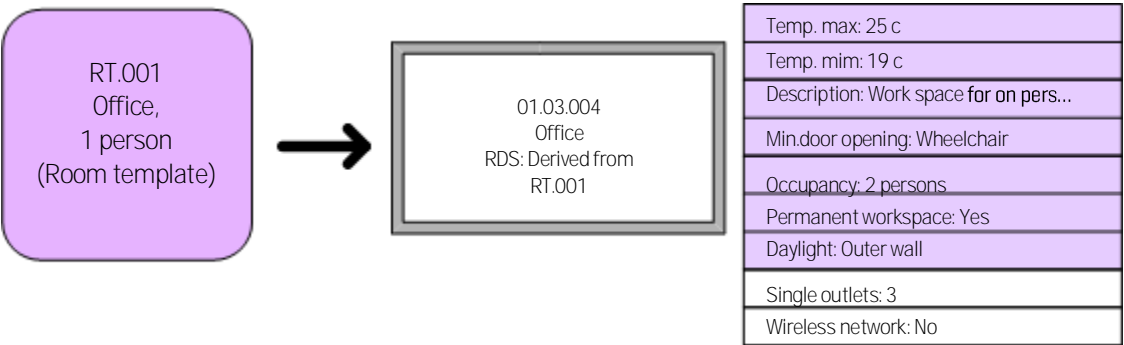 RT.001
Office,
1 person
(Room template)
01.03.004
Office
RDS: Derived from
RT.001
Temp. max: 25 c
Temp. mim: 19 c
Description: Work space for on pers...
Min.door opening: Wheelchair
Occupancy: 2 persons
Permanent workspace: Yes
Daylight: Outer wall
Single outlets: 3
Wireless network: No